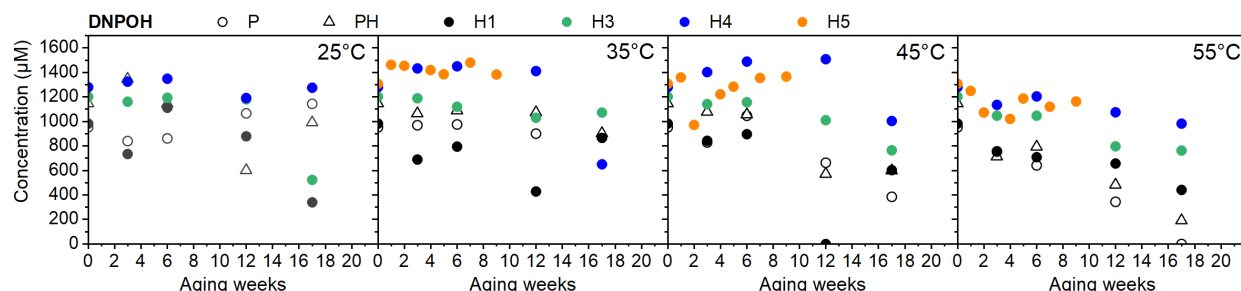 DNPOH P PH H1 H3 H4 H5
Concentration (μM)
1600
1400
1200
1000
800
600
400
200
0
25°C
35°C
45°C
55°C
0 2 4 6 8 10 12 14 16 18 20
0 2 4 6 8 10 12 14 16 18 20
0 2 4 6 8 10 12 14 16 18 20
0 2 4 6 8 10 12 14 16 18 20
Aging weeks
Aging weeks
Aging weeks
Aging weeks